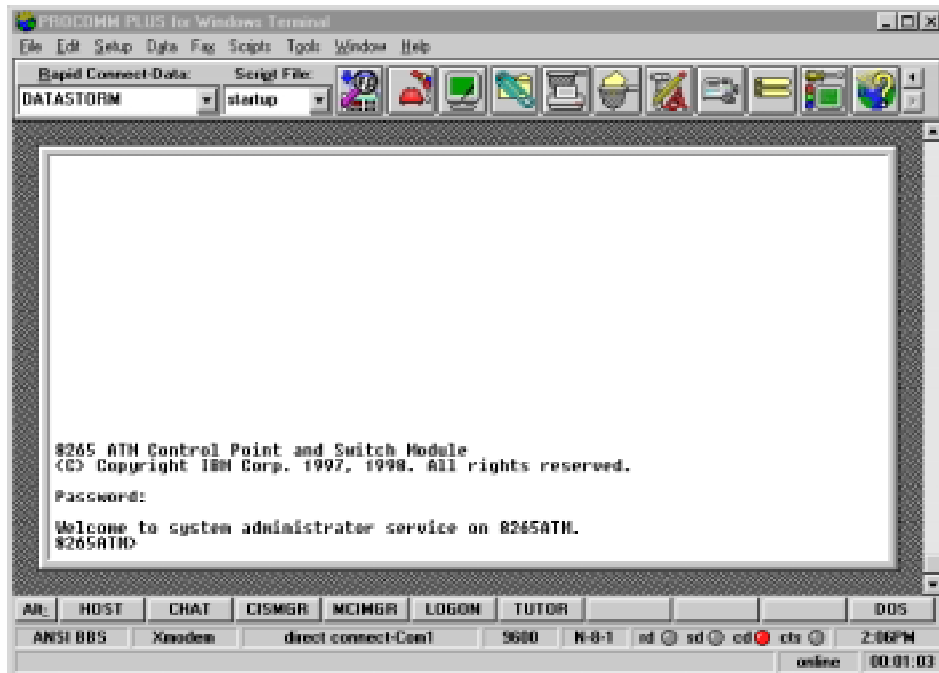 PROCOMM PLUS for Windows Terminal
File Edit Setup Data Fax Scripts Tools Window Help
Rapid Connect-Data: Script File:
DATASTORM startup
8265 ATM Control Point and Switch Module
(C) Copyright IBM Corp. 1997, 1998. All rights reserved.
Password:
Welcome to system administrator service on 8265ATM.
8265ATM>
Alt: HOST CHAT CISMGR MCIMGR LOGON TUTOR DOS
ANSI BBS Xmodem direct connect-Com1 9600 N-8-1 rd sd cd cts 2:06PM
online 00:01:03